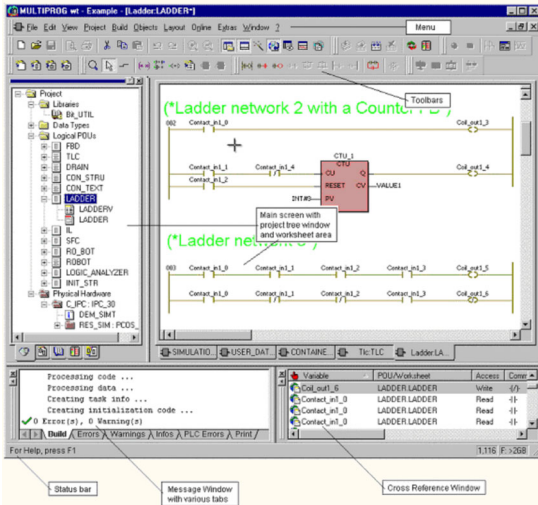 MULTIPROG wt - Example - [Ladder:LADDER*]
File Edit View Project Build Objects Layout Online Extras Window ?
Menu
Toolbars
Project
Libraries
Bit_UTIL
Data Types
Logical POUs
FBD
TLC
DRAIN
CON_STRU
CON_TEXT
LADDER
LADDERV
LADDER
IL
SFC
RO_BOT
ROBOT
LOGIC_ANALYZER
INIT_STR
Physical Hardware
C_IPC : IPC_30
DEM_SIMT
RES_SIM : PCOS_
(*Ladder network 2 with a Counter FB*)
002 Contact_in1_0 Coil_out1_3
CTU_1
Contact_in1_1 Contact_in1_4 CTU Coil_out1_4
CU Q
Contact_in1_2
RESET CV VALUE1
INT#3 PV
Main screen with
project tree window
and worksheet area
(*Ladder network 3*)
003 Contact_in1_0 Contact_in1_1 Contact_in1_2 Contact_in1_3 Coil_out1_5
Contact_in1_0 Contact_in1_1 Contact_in1_2 Contact_in1_3 Coil_out1_6
SIMULATIO... USER_DAT... CONTAINE... Tlc:TLC Ladder:LA...
Processing code ...
Processing data ...
Creating task info ...
Creating initialization code ...
0 Error(s), 0 Warning(s)
Build Errors Warnings Infos PLC Errors Print
Variable POU/Worksheet Access Comm
Coil_out1_6 LADDER.LADDER Write -(/)-
Contact_in1_0 LADDER.LADDER Read -||-
Contact_in1_0 LADDER.LADDER Read -||-
Contact_in1_0 LADDER.LADDER Read -||-
For Help, press F1
1,116 F: >2GB
Status bar
Message Window
with various tabs
Cross Reference Window